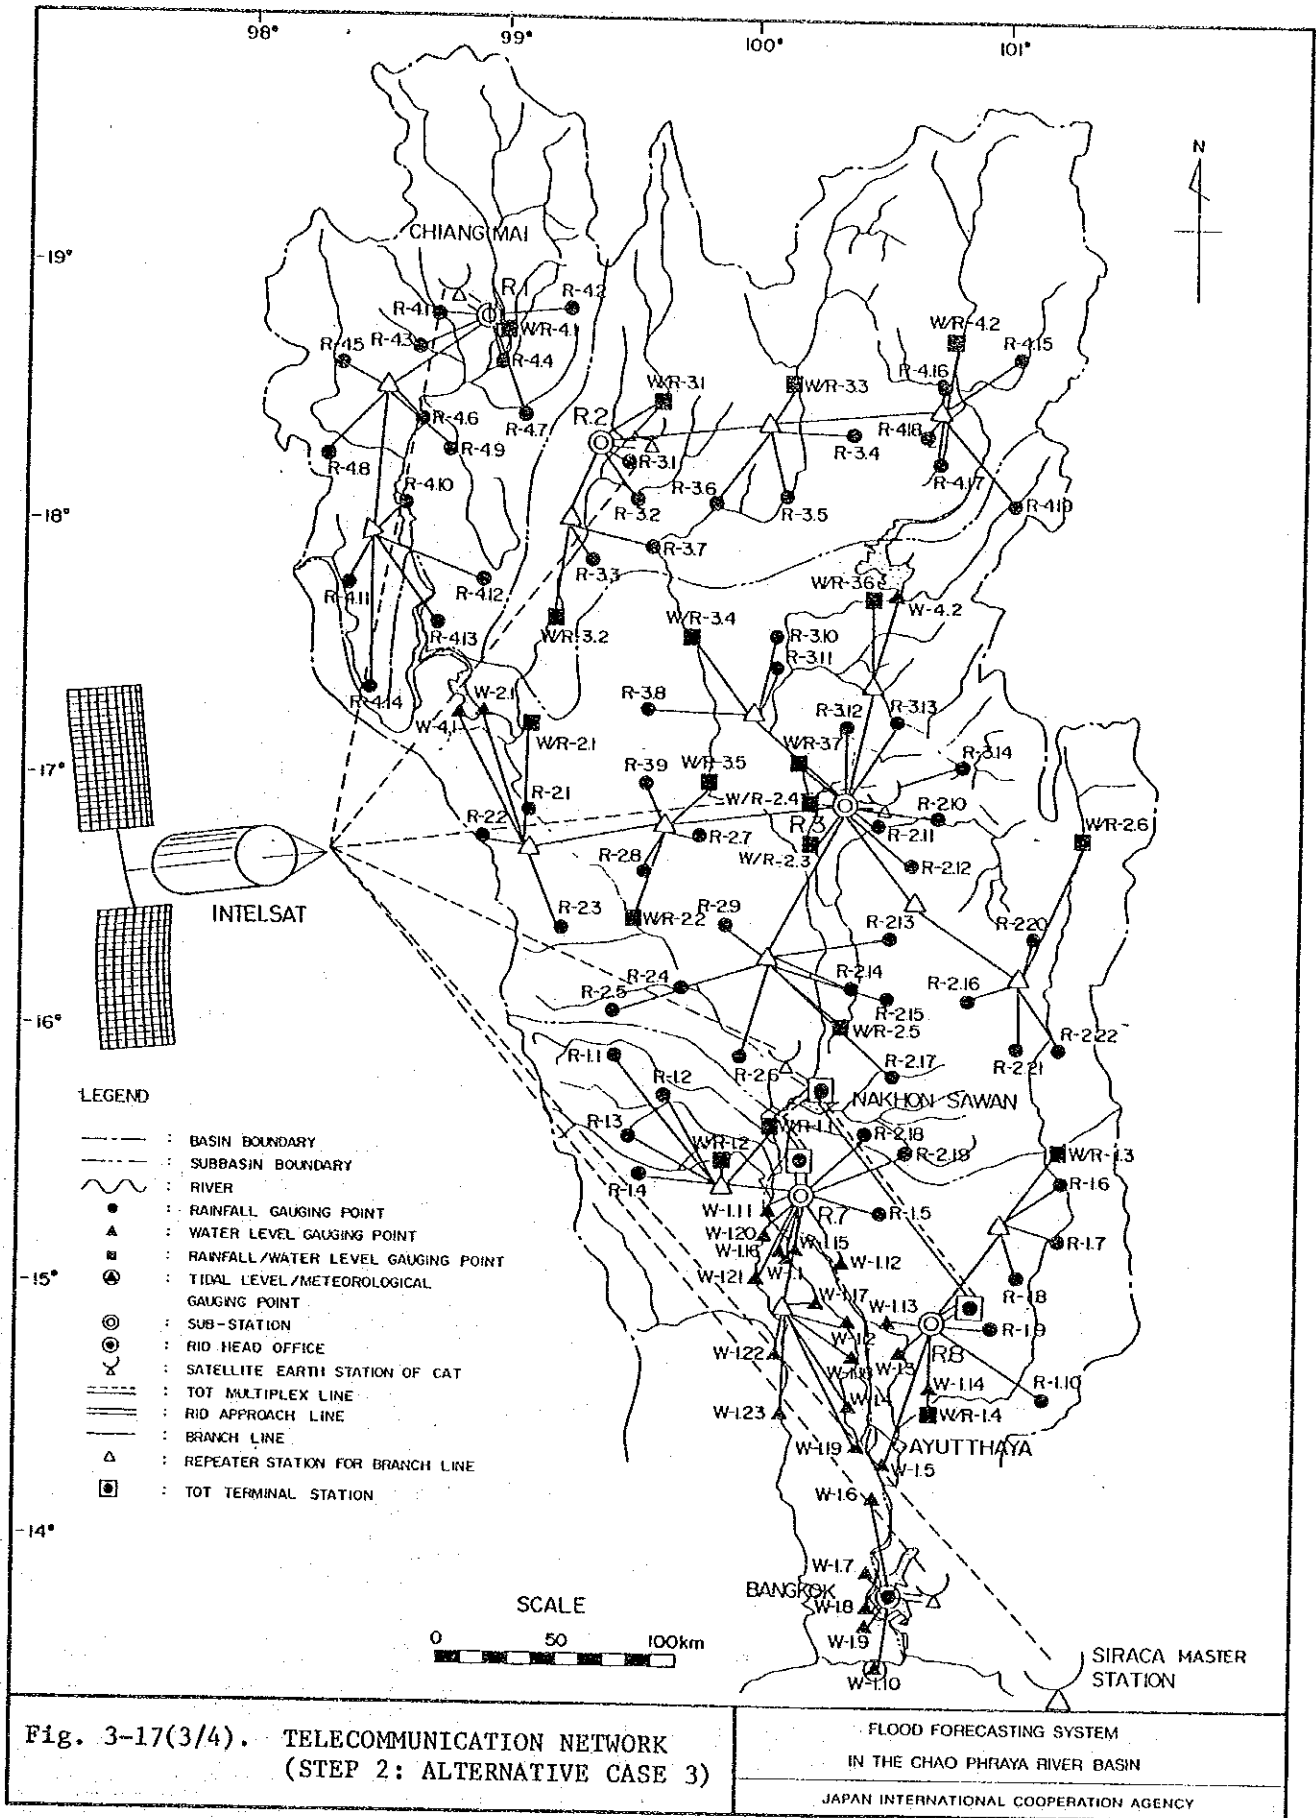 98°
99°
100°
101°
N
CHIANG MAI
-19°
R.1
R-4.2
R-4.1
W/R-4.1
W/R-4.2
R-4.15
R-4.5
R-4.3
R-4.4
W/R-3.1
W/R-3.3
R-4.16
R.2
R-4.6
R-4.7
R-4.9
R-4.8
R-3.1
R-3.4
R-4.18
R-4.17
R-4.10
R-3.2
R-3.6
R-3.5
R-4.19
-18°
R-3.7
R-3.3
R-4.12
R-4.11
W/R-3.6
W-4.2
R-4.13
W/R-3.2
W/R-3.4
R-3.10
R-3.11
R-4.14
W-2.1
W-4.1
W/R-2.1
R-3.8
R-3.12
R-3.13
-17°
R-3.9
W/R-3.5
W/R-3.7
R-3.14
R-2.1
W/R-2.4
R-2.10
R-2.2
R.3
R-2.11
W/R-2.6
R-2.7
W/R-2.3
R-2.8
R-2.12
INTELSAT
R-2.3
W/R-2.2
R-2.9
R-2.13
R-2.20
R-2.4
R-2.14
R-2.16
R-2.5
R-2.15
-16°
W/R-2.5
R-1.1
R-2.6
R-2.17
R-2.21
R-2.22
R-1.2
NAKHON SAWAN
R-1.3
W/R-1.1
R-2.18
W/R-1.2
R-2.19
W/R-1.3
R-1.4
R-1.6
W-1.11
R.7
R-1.5
W-1.20
W-1.16
W-1.15
R-1.7
W-1.1
W-1.12
-15°
W-1.21
R-1.8
W-1.17
W-1.13
W-1.2
R-1.9
W-1.22
W-1.3
R.8
W-1.14
R-1.10
W-1.4
W-1.23
W/R-1.4
W-1.19
AYUTTHAYA
W-1.5
W-1.6
-14°
W-1.7
BANGKOK
W-1.8
W-1.9
W-1.10
SIRACA MASTER
STATION
LEGEND
: BASIN BOUNDARY
: SUBBASIN BOUNDARY
: RIVER
: RAINFALL GAUGING POINT
: WATER LEVEL GAUGING POINT
: RAINFALL/WATER LEVEL GAUGING POINT
: TIDAL LEVEL/METEOROLOGICAL
GAUGING POINT
: SUB-STATION
: RID HEAD OFFICE
: SATELLITE EARTH STATION OF CAT
: TOT MULTIPLEX LINE
: RID APPROACH LINE
: BRANCH LINE
: REPEATER STATION FOR BRANCH LINE
: TOT TERMINAL STATION
SCALE
0 50 100km
Fig. 3-17(3/4). TELECOMMUNICATION NETWORK
(STEP 2: ALTERNATIVE CASE 3)
FLOOD FORECASTING SYSTEM
IN THE CHAO PHRAYA RIVER BASIN
JAPAN INTERNATIONAL COOPERATION AGENCY